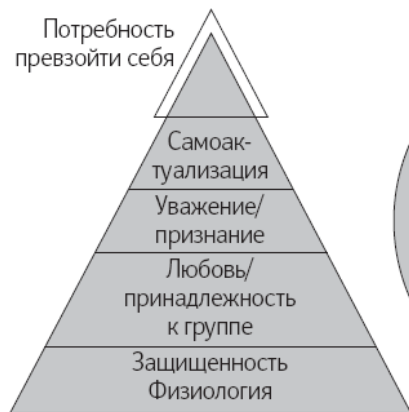 Потребность
превзойти себя
Самоак-
туализация
Уважение/
признание
Любовь/
принадлежность
к группе
Защищенность
Физиология